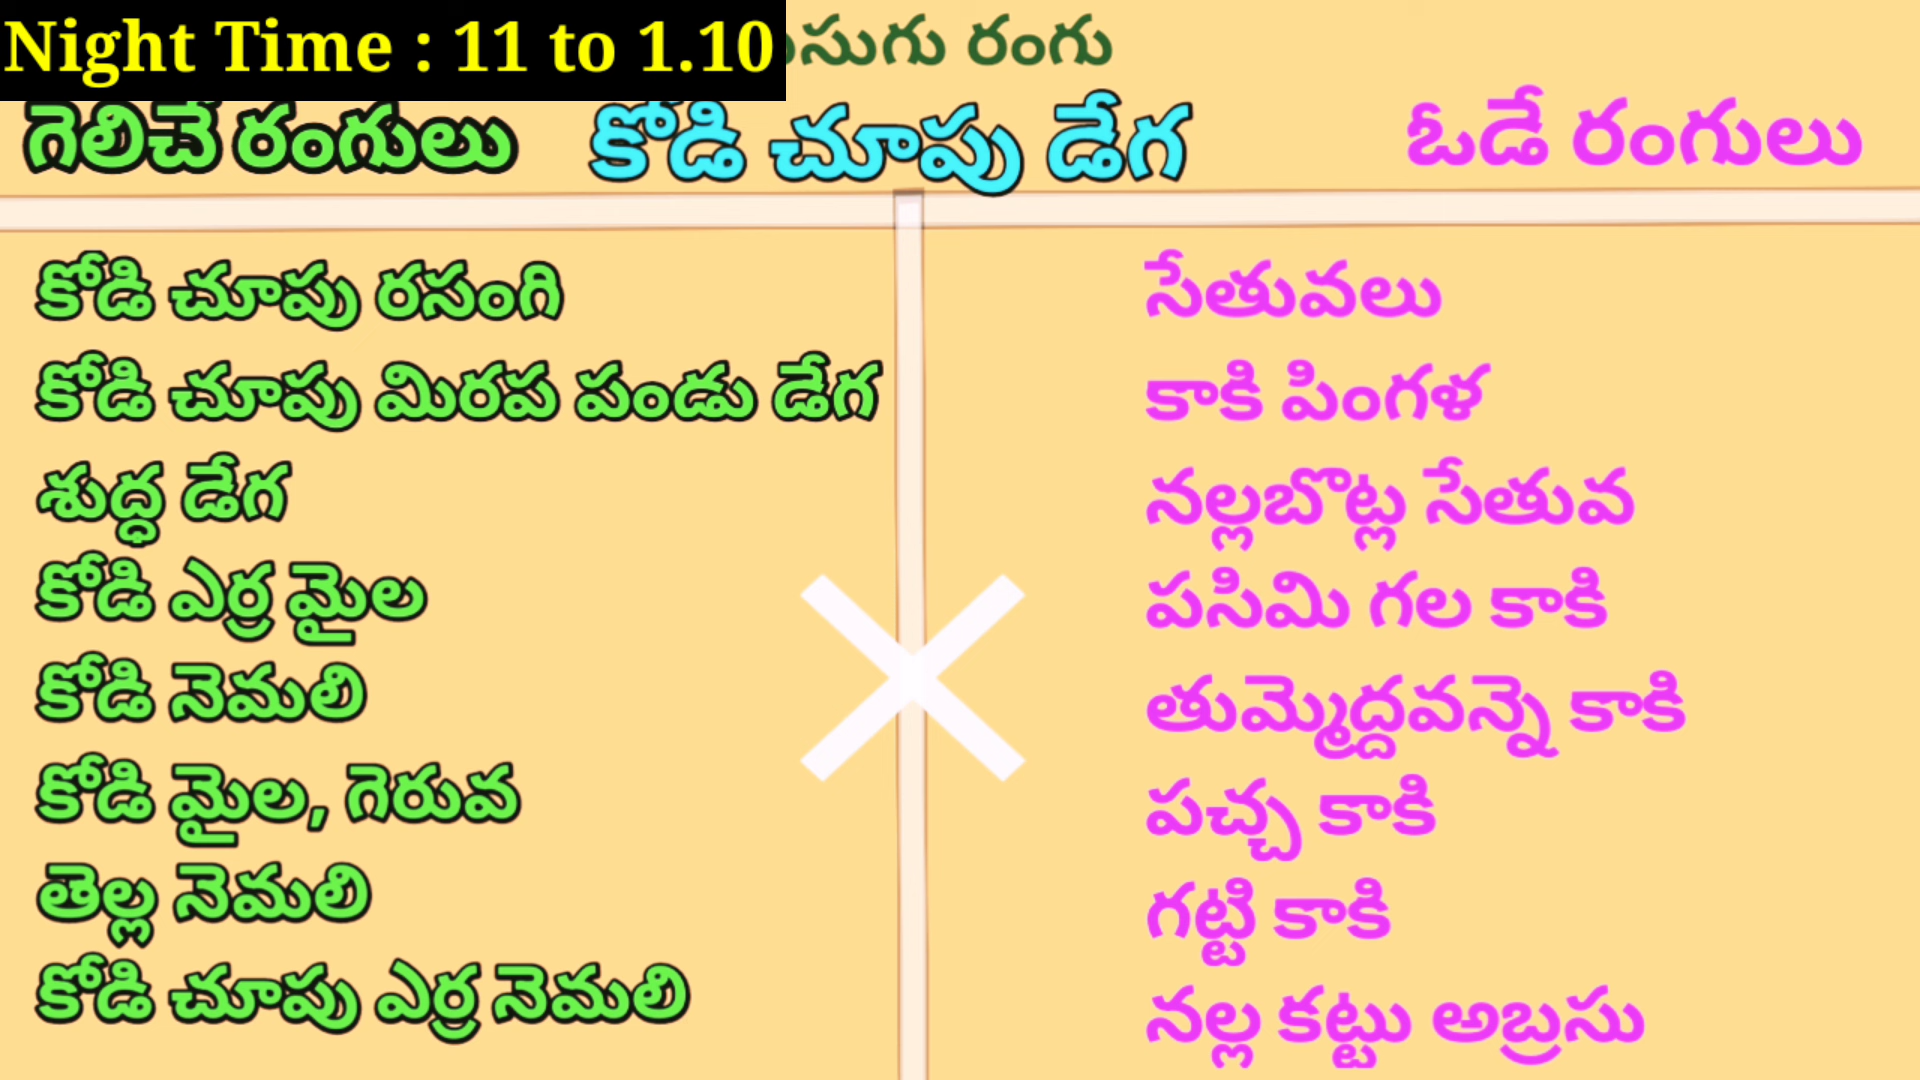 Night Time : 11 to 1.10
రంగు
గెలిచే రంగులు కోడి చూపు డేగ ఓడే రంగులు
కోడి చూపు రసంగి
కోడి చూపు మిరప పండు డేగ
శుద్ధ డేగ
కోడి ఎర్ర మైల
కోడి నెమలి
కోడి మైల, గెరువ
తెల్ల నెమలి
కోడి చూపు ఎర్ర నెమలి
సేతువలు
కాకి పింగళ
నల్లబొట్ల సేతువ
పసిమి గల కాకి
తుమ్మెద్దవన్నె కాకి
పచ్చ కాకి
గట్టి కాకి
నల్ల కట్టు అబ్రసు